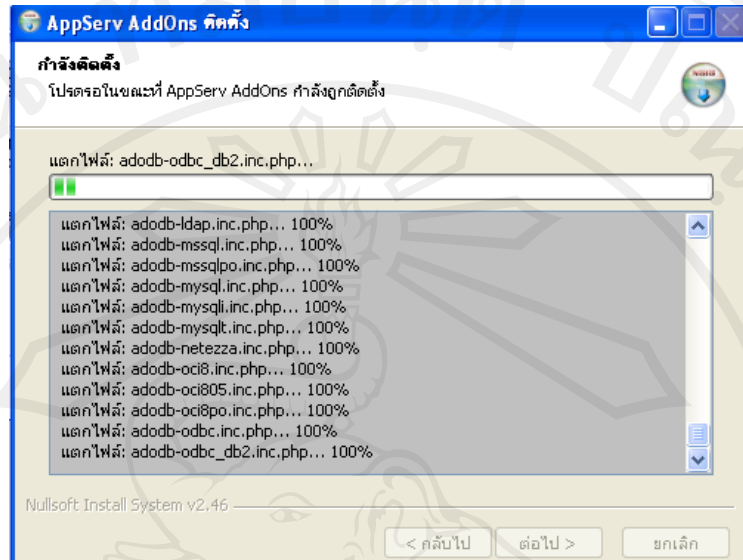 AppServ AddOns ติดตั้ง
กำลังติดตั้ง
โปรดรอในขณะที่ AppServ AddOns กำลังถูกติดตั้ง
แตกไฟล์: adodb-odbc_db2.inc.php...
แตกไฟล์: adodb-ldap.inc.php... 100%
แตกไฟล์: adodb-mssql.inc.php... 100%
แตกไฟล์: adodb-mssqlpo.inc.php... 100%
แตกไฟล์: adodb-mysql.inc.php... 100%
แตกไฟล์: adodb-mysqli.inc.php... 100%
แตกไฟล์: adodb-mysqlt.inc.php... 100%
แตกไฟล์: adodb-netezza.inc.php... 100%
แตกไฟล์: adodb-oci8.inc.php... 100%
แตกไฟล์: adodb-oci805.inc.php... 100%
แตกไฟล์: adodb-oci8po.inc.php... 100%
แตกไฟล์: adodb-odbc.inc.php... 100%
แตกไฟล์: adodb-odbc_db2.inc.php... 100%
Nullsoft Install System v2.46
< กลับไป ต่อไป > ยกเลิก